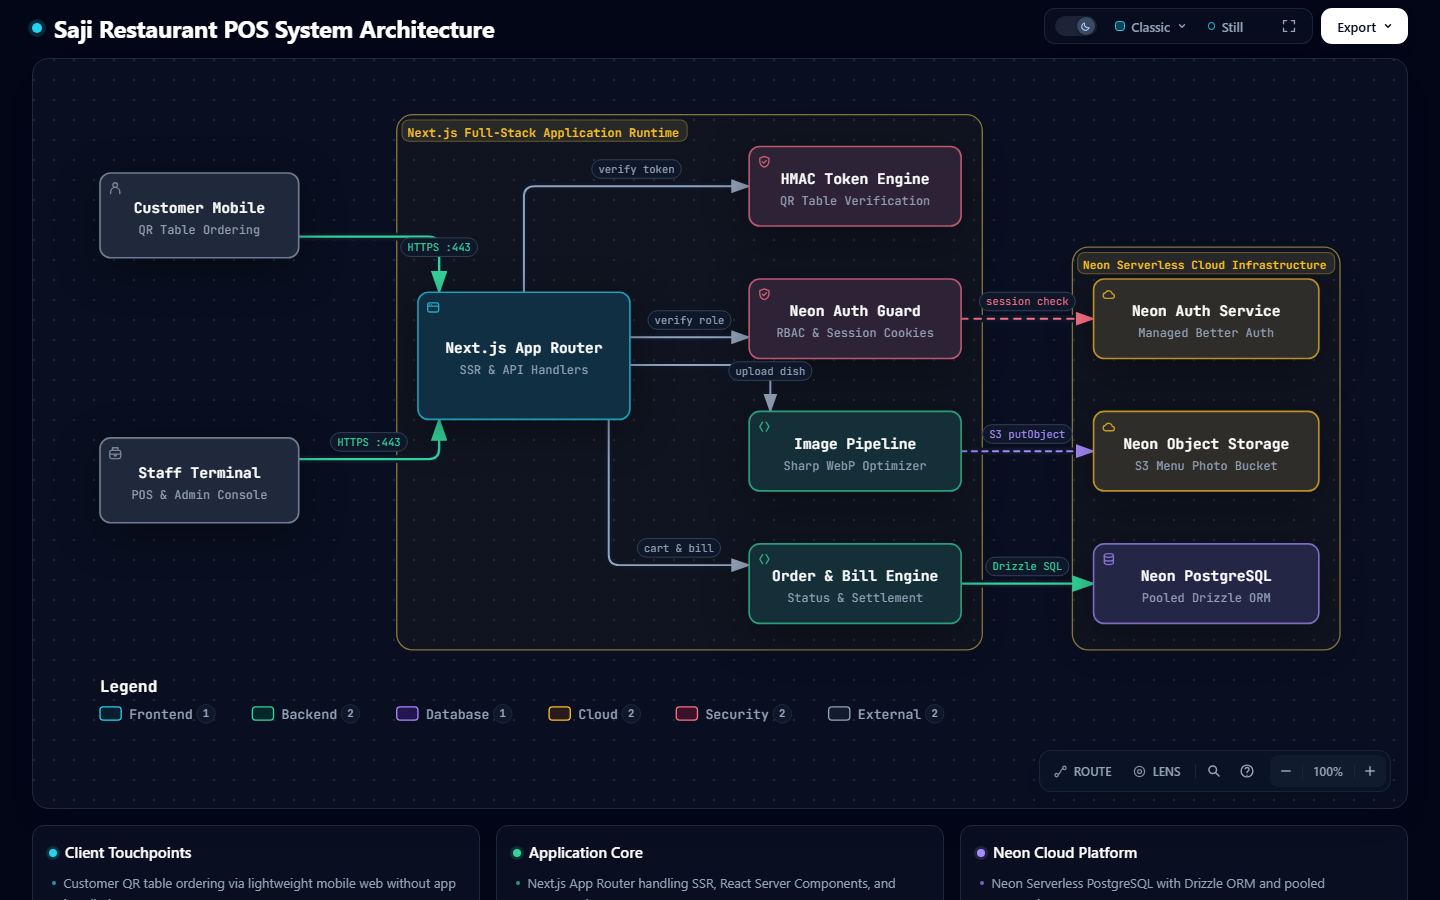 Saji Restaurant POS System Architecture
Classic
Still
Export
Next.js Full-Stack Application Runtime
verify token
HMAC Token Engine
QR Table Verification
Customer Mobile
QR Table Ordering
HTTPS :443
Neon Serverless Cloud Infrastructure
session check
Neon Auth Guard
RBAC & Session Cookies
Neon Auth Service
Managed Better Auth
verify role
Next.js App Router
SSR & API Handlers
upload dish
HTTPS :443
Staff Terminal
POS & Admin Console
Image Pipeline
Sharp WebP Optimizer
S3 putObject
Neon Object Storage
S3 Menu Photo Bucket
cart & bill
Order & Bill Engine
Status & Settlement
Drizzle SQL
Neon PostgreSQL
Pooled Drizzle ORM
Legend
Frontend 1
Backend 2
Database 1
Cloud 2
Security 2
External 2
ROUTE
LENS
100%
Client Touchpoints
• Customer QR table ordering via lightweight mobile web without app
Application Core
• Next.js App Router handling SSR, React Server Components, and
Neon Cloud Platform
• Neon Serverless PostgreSQL with Drizzle ORM and pooled